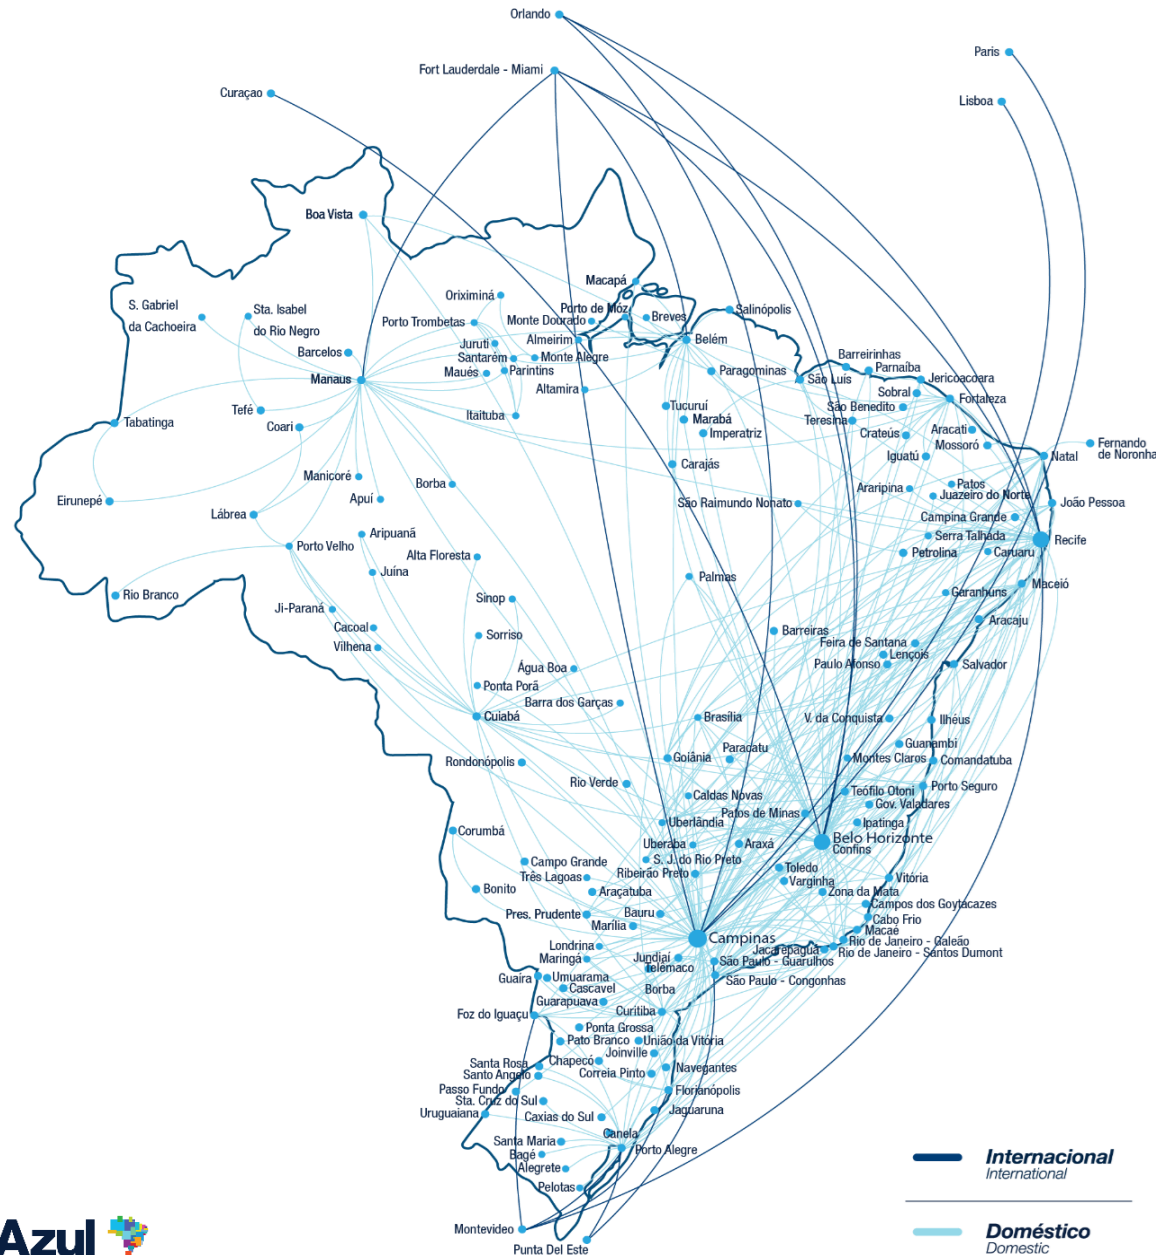 Orlando
Paris
Fort Lauderdale - Miami
Curaçao
Lisboa
Boa Vista
Macapá
Oriximiná
S. Gabriel
da Cachoeira
Sta. Isabel
do Rio Negro
Porto de Móz
Salinópolis
Porto Trombetas
Monte Dourado
Breves
Juruti
Almeirim
Belém
Barcelos
Santarém
Monte Alegre
Barreirinhas
Parnaíba
Manaus
Maués
Parintins
Paragominas
São Luis
Jericoacoara
Altamira
Sobral
Fortaleza
Tefé
Itaituba
Tucuruí
São Benedito
Tabatinga
Coari
Marabá
Teresina
Imperatriz
Crateús
Aracati
Mossoró
Fernando
de Noronha
Iguatú
Natal
Carajás
Manicoré
Borba
Araripina
Patos
Juazeiro do Norte
Eirunepé
Apuí
São Raimundo Nonato
João Pessoa
Lábrea
Campina Grande
Aripuanã
Serra Talhada
Recife
Porto Velho
Alta Floresta
Petrolina
Caruaru
Juína
Palmas
Maceió
Rio Branco
Sinop
Garanhuns
Ji-Paraná
Aracaju
Cacoal
Sorriso
Barreiras
Feira de Santana
Vilhena
Lençois
Água Boa
Paulo Afonso
Salvador
Ponta Porã
Barra dos Garças
Cuiabá
Brasília
V. da Conquista
Ilhéus
Guanambi
Paracatu
Rondonópolis
Goiânia
Montes Claros
Comandatuba
Rio Verde
Caldas Novas
Teófilo Otoni
Porto Seguro
Gov. Valadares
Patos de Minas
Uberlândia
Ipatinga
Corumbá
Belo Horizonte
Confins
Uberaba
Araxá
Campo Grande
S. J. do Rio Preto
Três Lagoas
Ribeirão Preto
Toledo
Varginha
Vitória
Bonito
Araçatuba
Zona da Mata
Campos dos Goytacazes
Pres. Prudente
Bauru
Cabo Frio
Marília
Macaé
Campinas
Rio de Janeiro - Galeão
Londrina
Jacarepaguá
Rio de Janeiro - Santos Dumont
Maringá
Jundiaí
São Paulo - Guarulhos
Telêmaco
Borba
Guaíra
Umuarama
São Paulo - Congonhas
Cascavel
Guarapuava
Foz do Iguaçu
Curitiba
Ponta Grossa
Pato Branco
União da Vitória
Joinville
Santa Rosa
Chapecó
Santo Angelo
Correia Pinto
Navegantes
Passo Fundo
Florianópolis
Sta. Cruz do Sul
Uruguaiana
Caxias do Sul
Jaguaruna
Canela
Santa Maria
Porto Alegre
Bagé
Alegrete
Pelotas
Montevideo
Punta Del Este
Internacional
International
Doméstico
Domestic
Azul